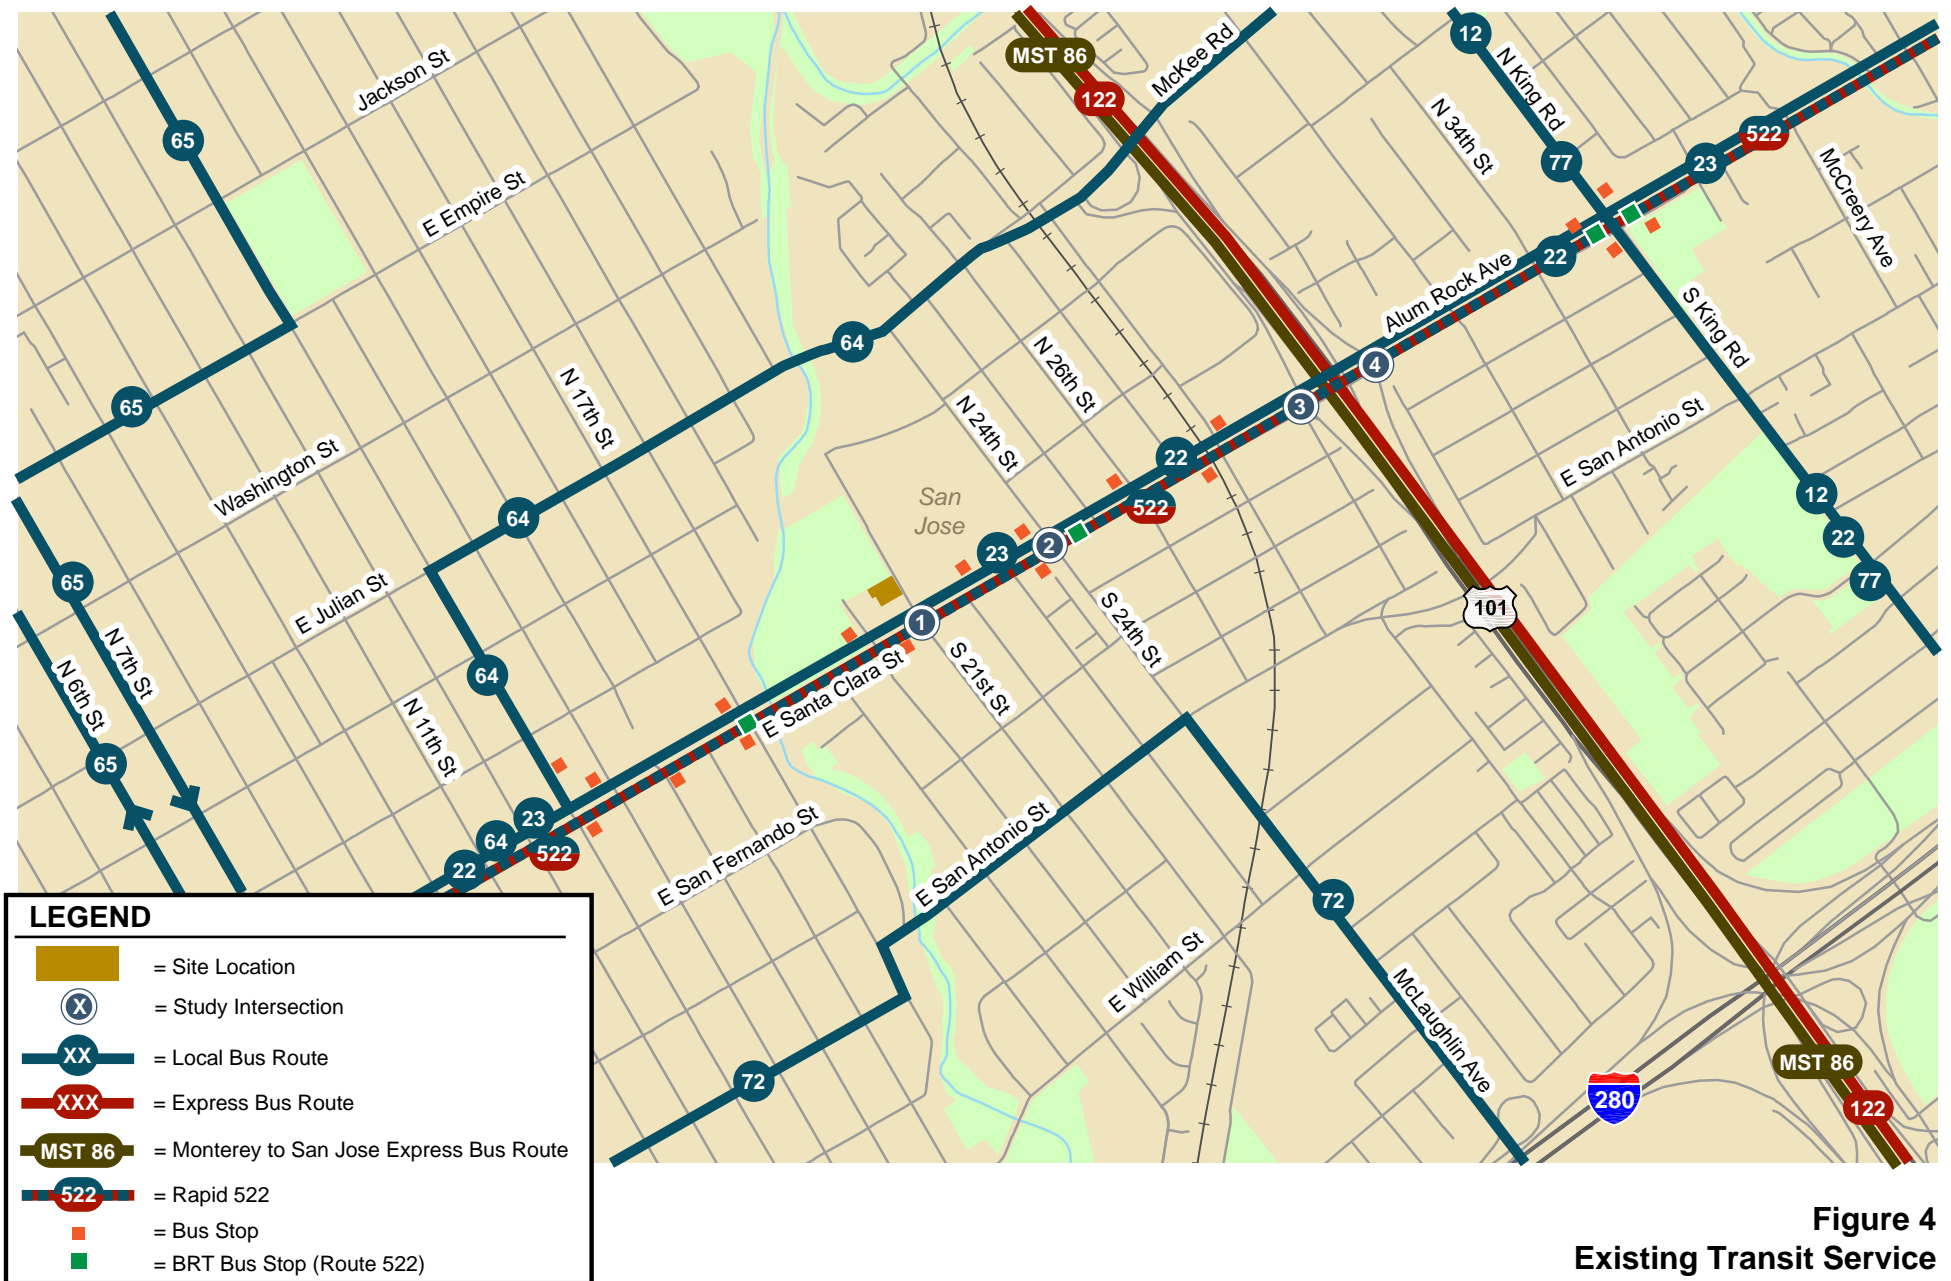 MST 86
122
McKee Rd
12
N King Rd
Jackson St
65
N 34th St
77
522
23
McCreery Ave
E Empire St
22
Alum Rock Ave
S King Rd
64
N 26th St
4
3
65
N 17th St
N 24th St
E San Antonio St
Washington St
San
Jose
22
522
12
22
77
64
23
2
65
E Julian St
1
101
S 24th St
N 7th St
N 6th St
64
E Santa Clara St
S 21st St
N 11th St
65
23
64
22
522
E San Fernando St
E San Antonio St
72
E William St
McLaughlin Ave
72
280
MST 86
122
LEGEND
= Site Location
X = Study Intersection
XX = Local Bus Route
XXX = Express Bus Route
MST 86 = Monterey to San Jose Express Bus Route
522 = Rapid 522
= Bus Stop
= BRT Bus Stop (Route 522)
Figure 4
Existing Transit Service